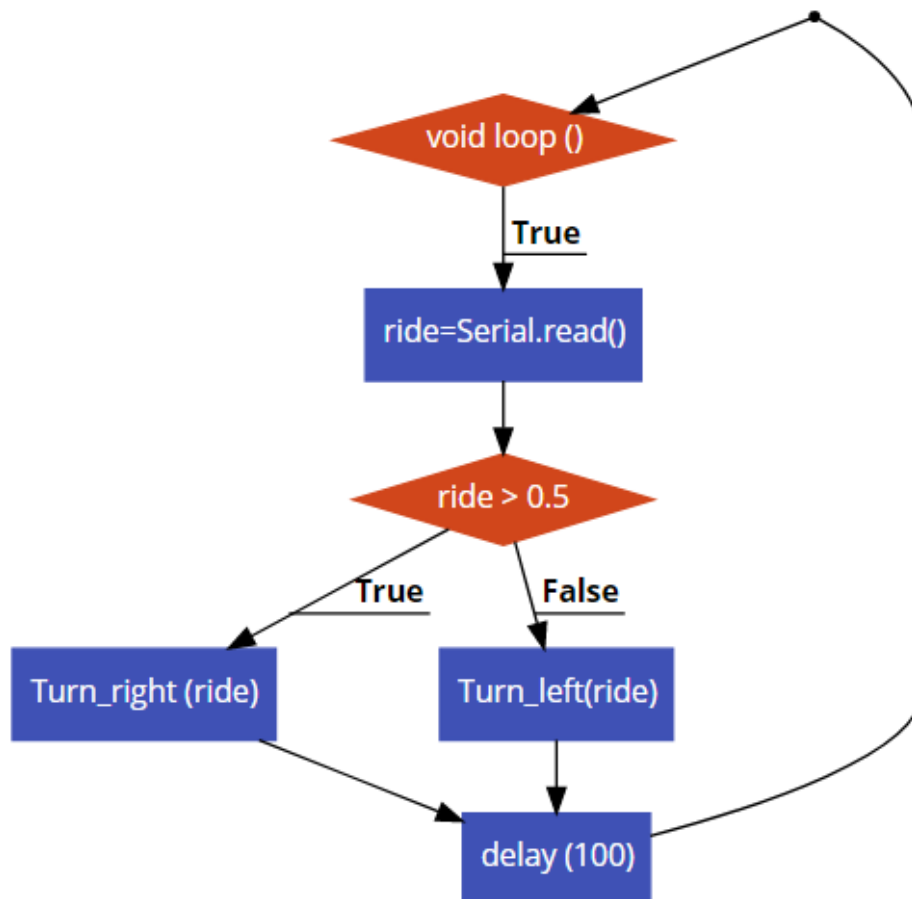 void loop ()
True
ride=Serial.read()
ride > 0.5
True
False
Turn_right (ride)
Turn_left(ride)
delay (100)